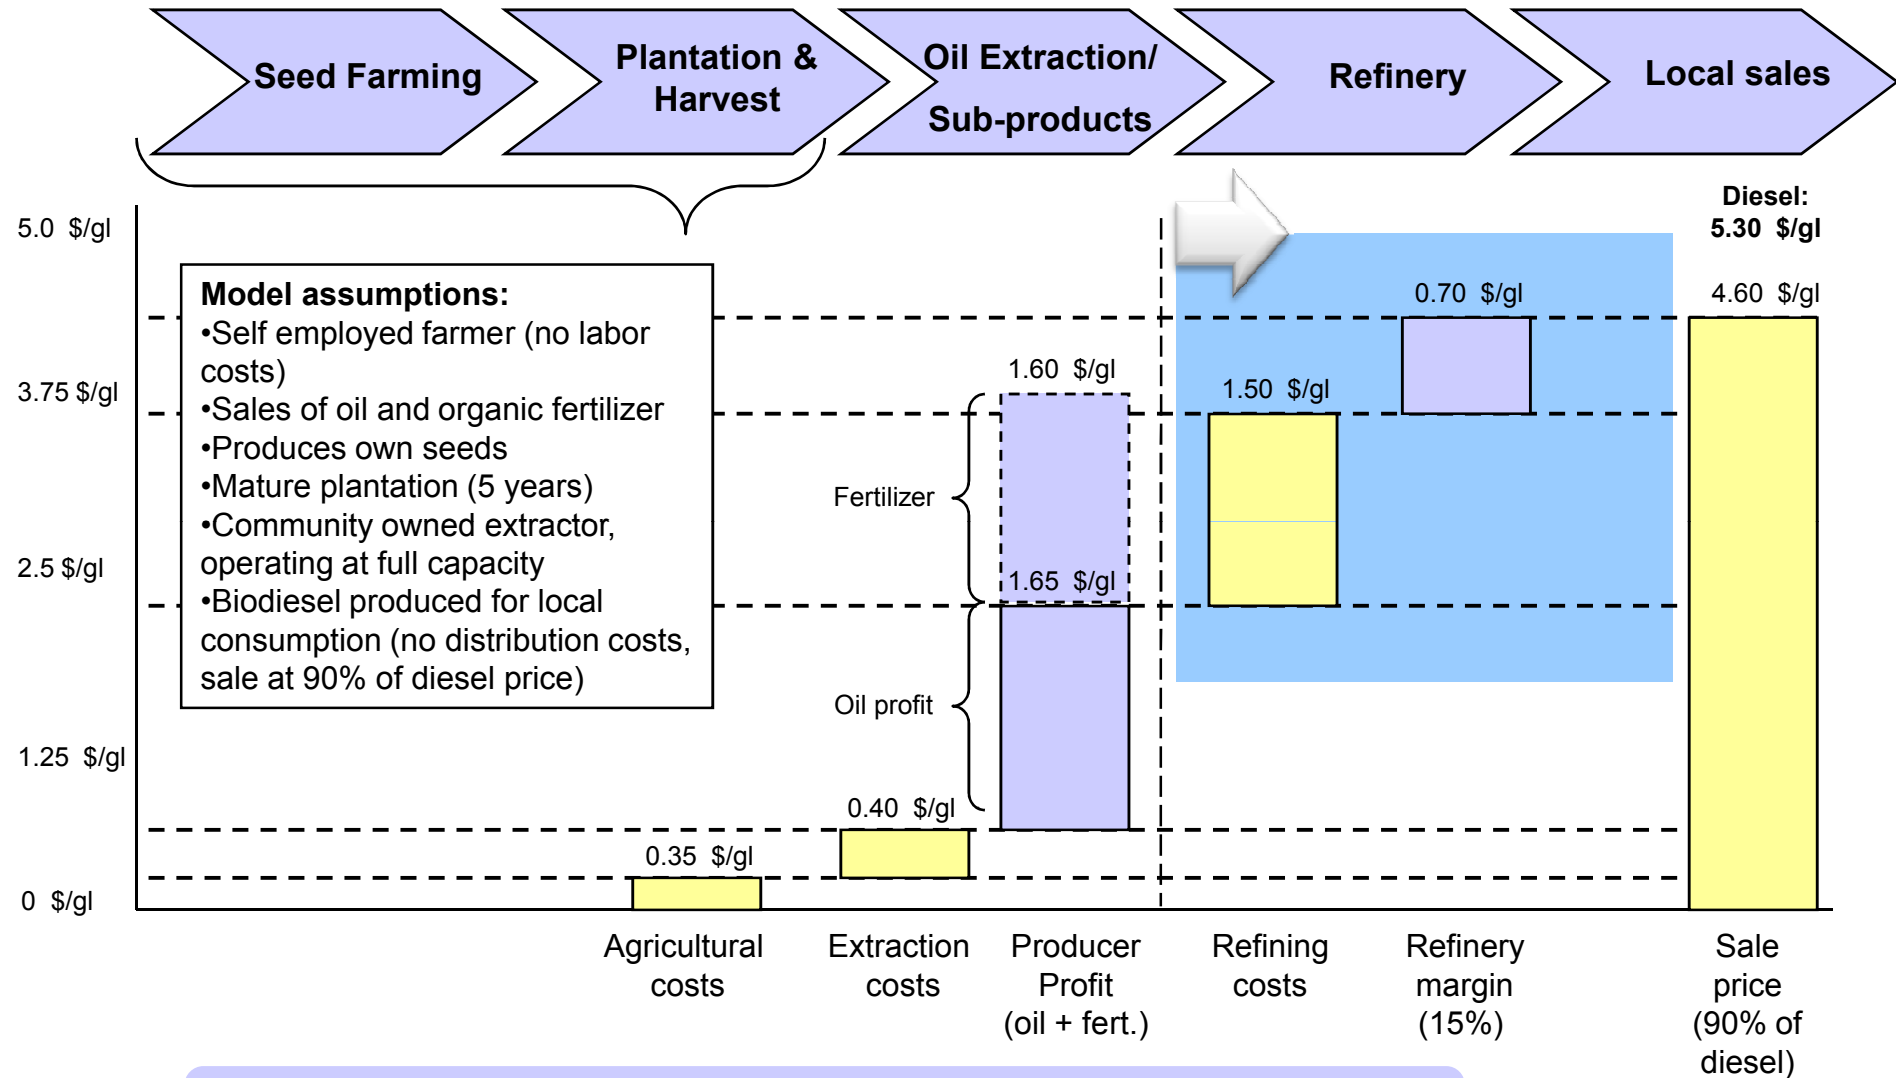 Seed Farming
Plantation &
Harvest
Oil Extraction/
Sub-products
Refinery
Local sales
5.0 $/gl
3.75 $/gl
2.5 $/gl
1.25 $/gl
0 $/gl
Model assumptions:
•Self employed farmer (no labor
costs)
•Sales of oil and organic fertilizer
•Produces own seeds
•Mature plantation (5 years)
•Community owned extractor,
operating at full capacity
•Biodiesel produced for local
consumption (no distribution costs,
sale at 90% of diesel price)
0.35 $/gl
0.40 $/gl
Fertilizer
Oil profit
1.60 $/gl
1.65 $/gl
1.50 $/gl
0.70 $/gl
Diesel:
5.30 $/gl
4.60 $/gl
Agricultural
costs
Extraction
costs
Producer
Profit
(oil + fert.)
Refining
costs
Refinery
margin
(15%)
Sale
price
(90% of
diesel)